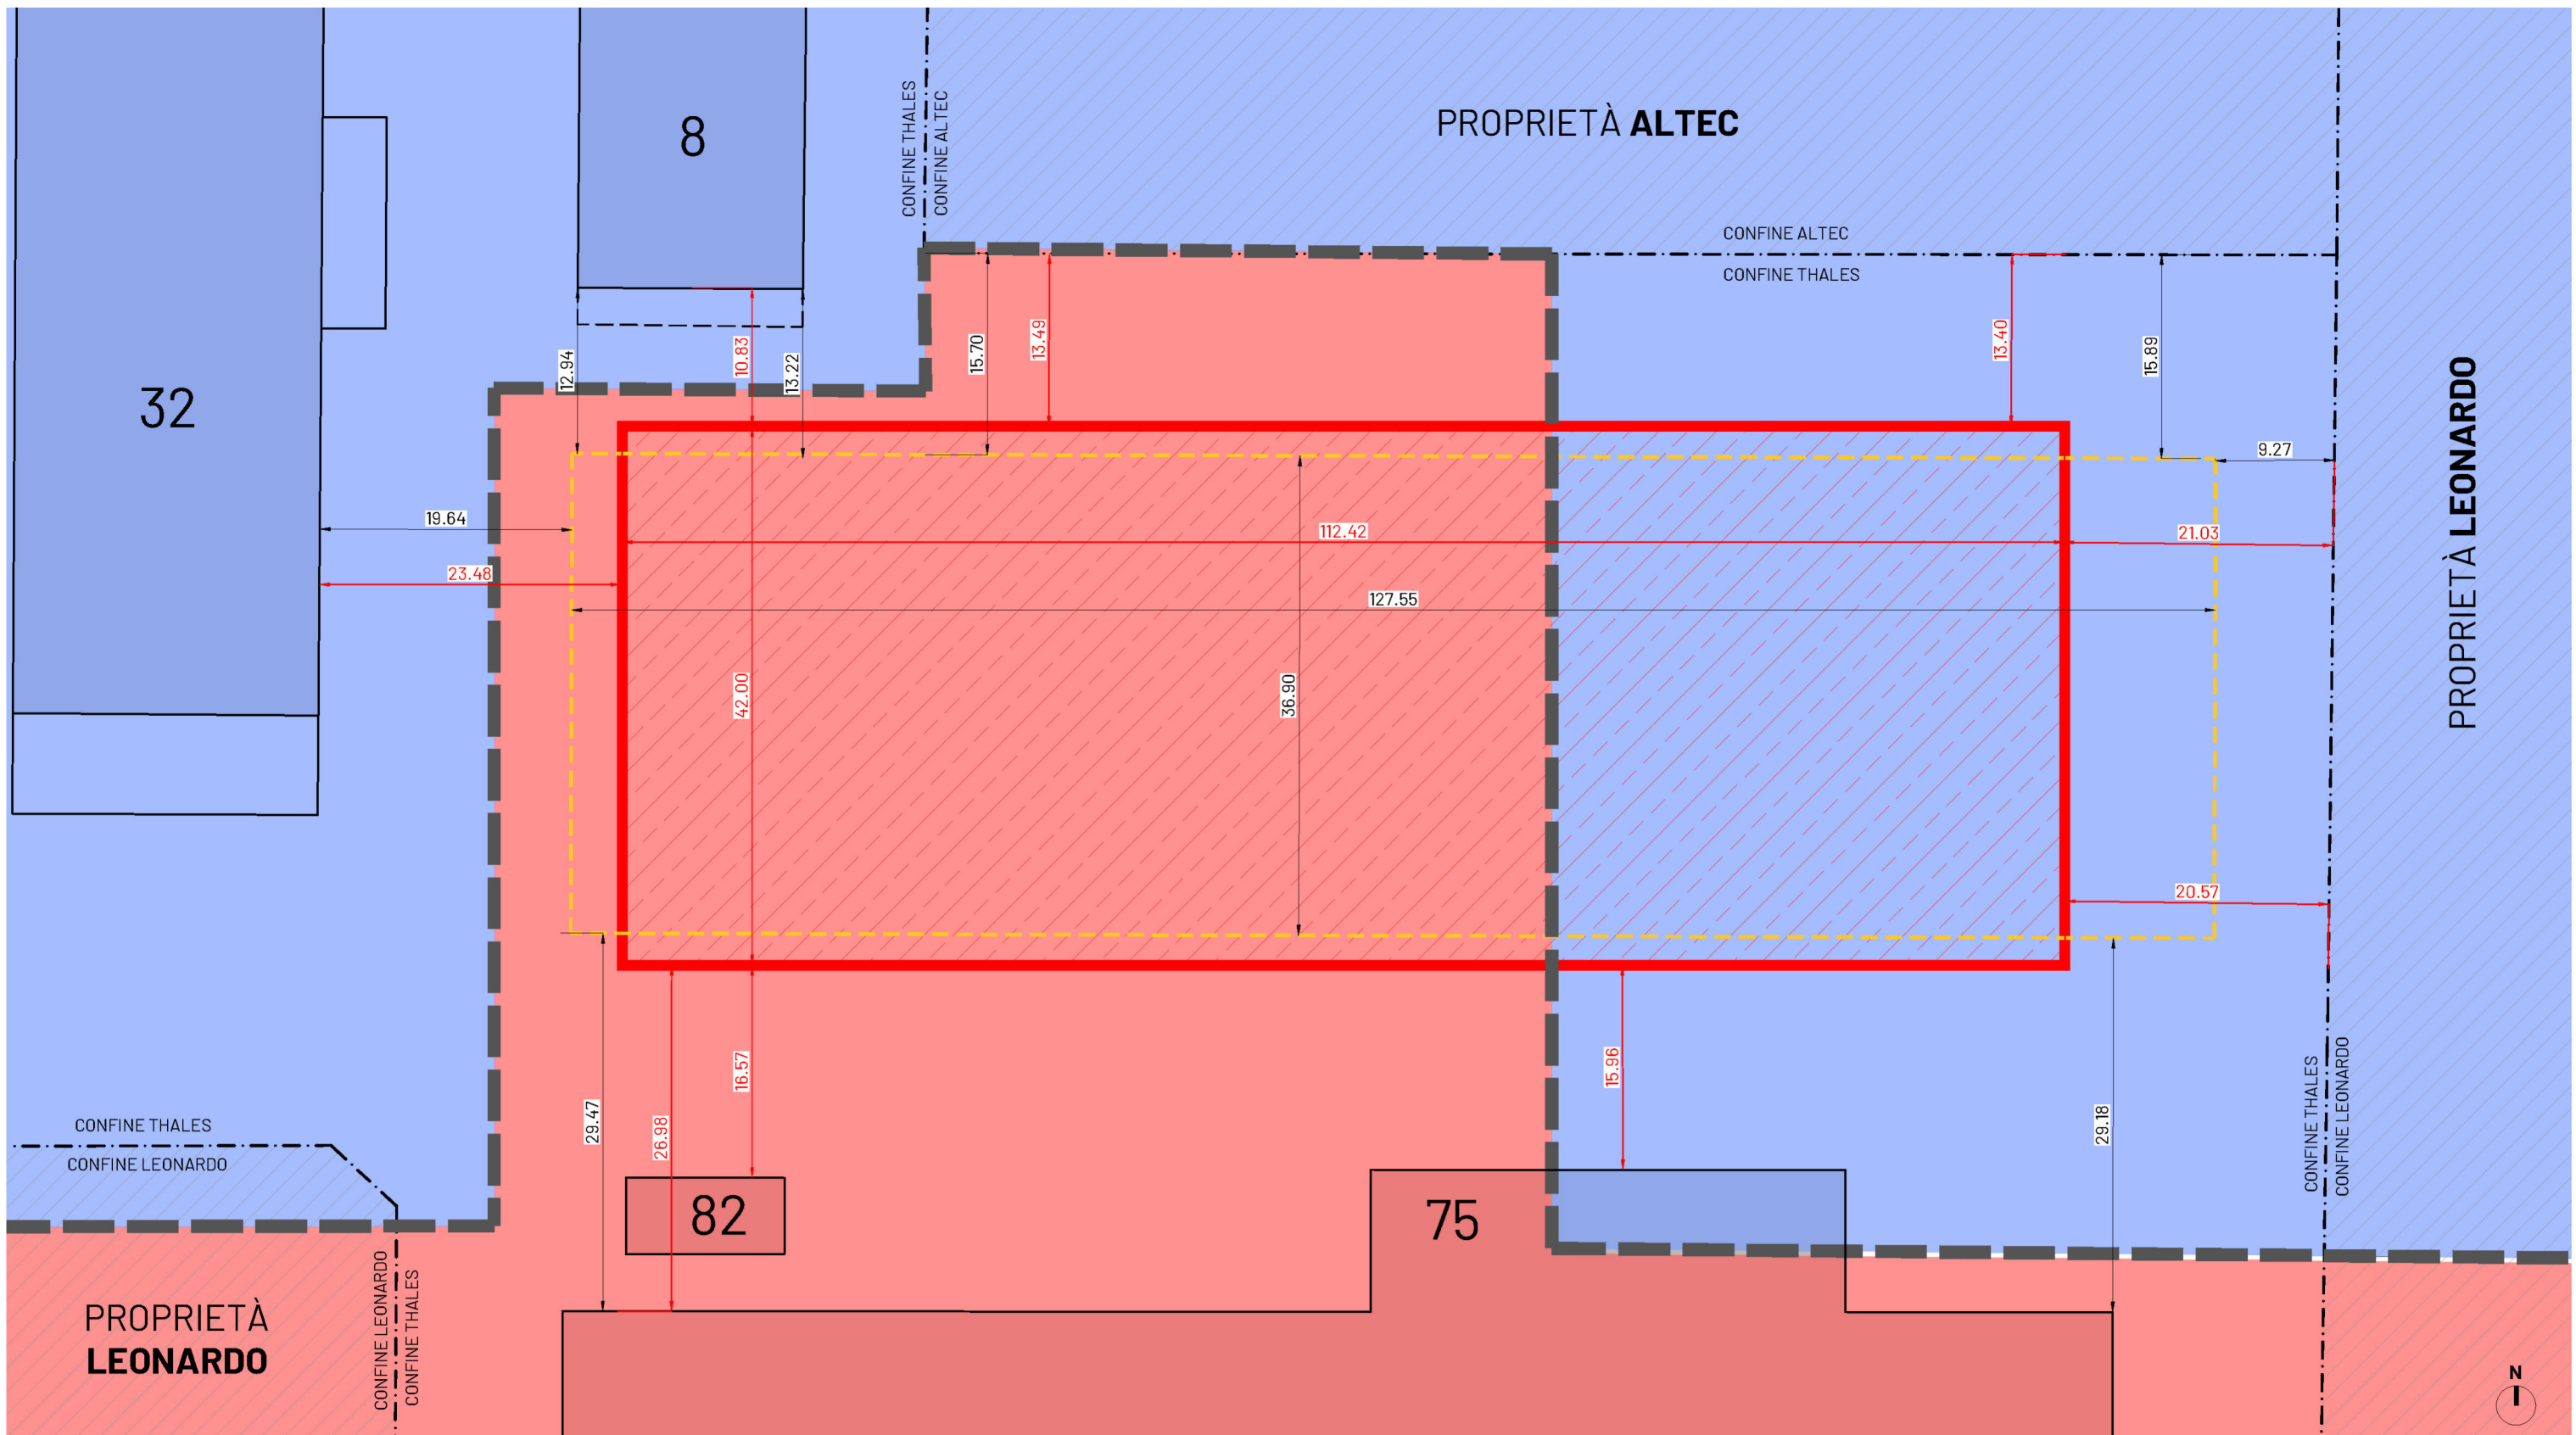 8
CONFINE THALES
CONFINE ALTEC
PROPRIETÀ ALTEC
CONFINE ALTEC
CONFINE THALES
32
12.94
10.83
13.22
15.70
13.49
13.40
15.89
9.27
PROPRIETÀ LEONARDO
19.64
112.42
21.03
23.48
127.55
42.00
36.90
20.57
16.57
15.96
29.47
26.98
29.18
CONFINE THALES
CONFINE LEONARDO
CONFINE THALES
CONFINE LEONARDO
82
75
PROPRIETÀ
LEONARDO
CONFINE LEONARDO
CONFINE THALES
N